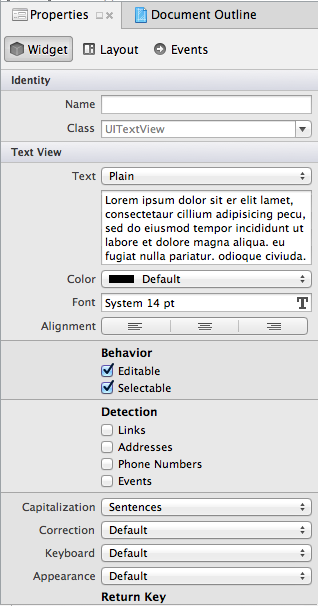 Properties
Document Outline
Widget Layout Events
Identity
Name
Class UITextView
Text View
Text Plain
Lorem ipsum dolor sit er elit lamet,
consectetaur cillium adipisicing pecu,
sed do eiusmod tempor incididunt ut
labore et dolore magna aliqua. eu
fugiat nulla pariatur. odioque civiuda.
Color Default
Font System 14 pt T
Alignment
Behavior
Editable
Selectable
Detection
Links
Addresses
Phone Numbers
Events
Capitalization Sentences
Correction Default
Keyboard Default
Appearance Default
Return Key